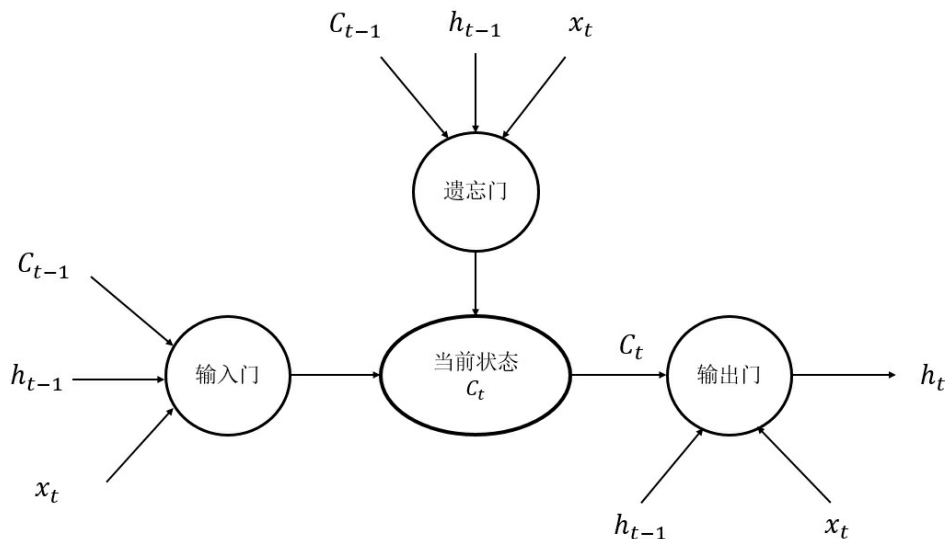 C_{t-1} h_{t-1} x_t
遗忘门
C_{t-1}
h_{t-1}
x_t
输入门
当前状态
C_t
C_t
输出门
h_t
h_{t-1} x_t